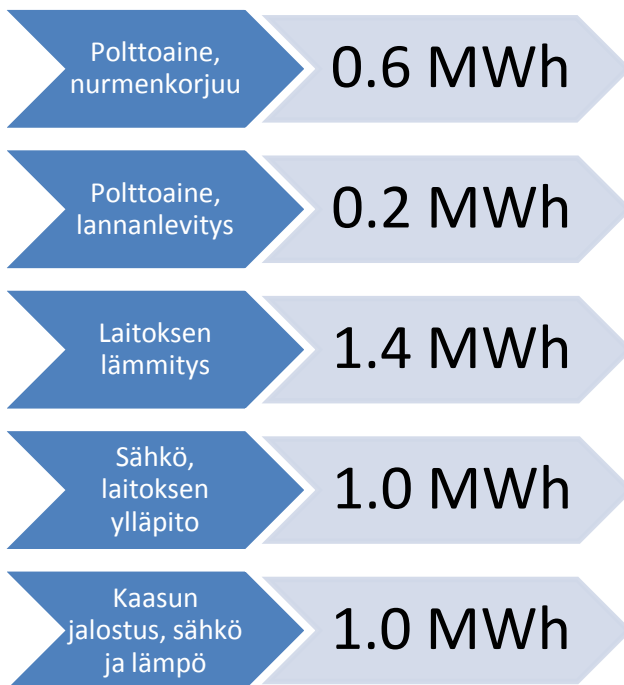 Polttoaine,
nurmenkorjuu
0.6 MWh
Polttoaine,
lannanlevitys
0.2 MWh
Laitoksen
lämmitys
1.4 MWh
Sähkö,
laitoksen
ylläpito
1.0 MWh
Kaasun
jalostus, sähkö
ja lämpö
1.0 MWh